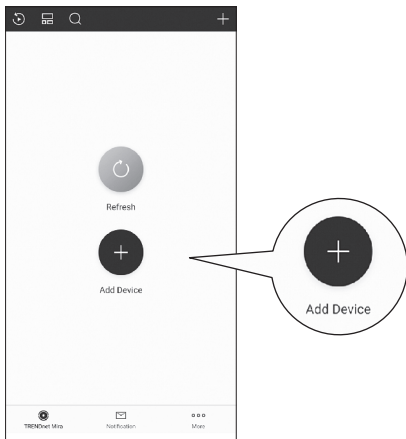 Refresh
Add Device
Add Device
TRENDnet Mira
Notification
More